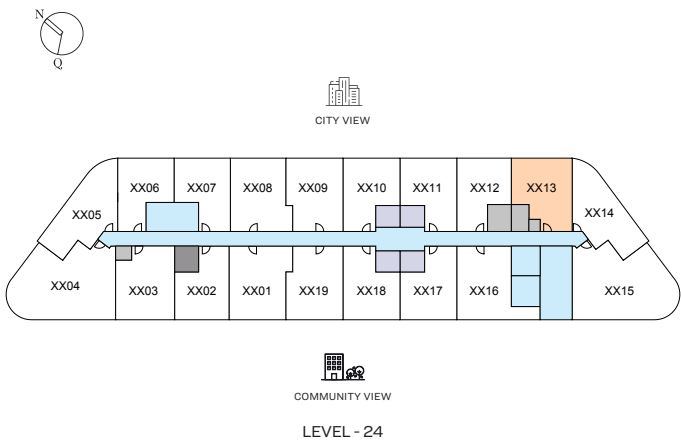 N
Q
CITY VIEW
XX06 XX07 XX08 XX09 XX10 XX11 XX12 XX13
XX05 XX14
XX04 XX03 XX02 XX01 XX19 XX18 XX17 XX16 XX15
COMMUNITY VIEW
LEVEL - 24